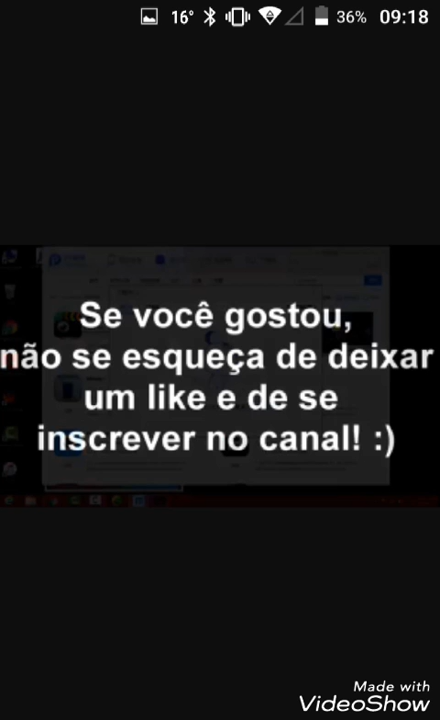 16° 36% 09:18
Se você gostou,
não se esqueça de deixar
um like e de se
inscrever no canal! :)
Made with
VideoShow